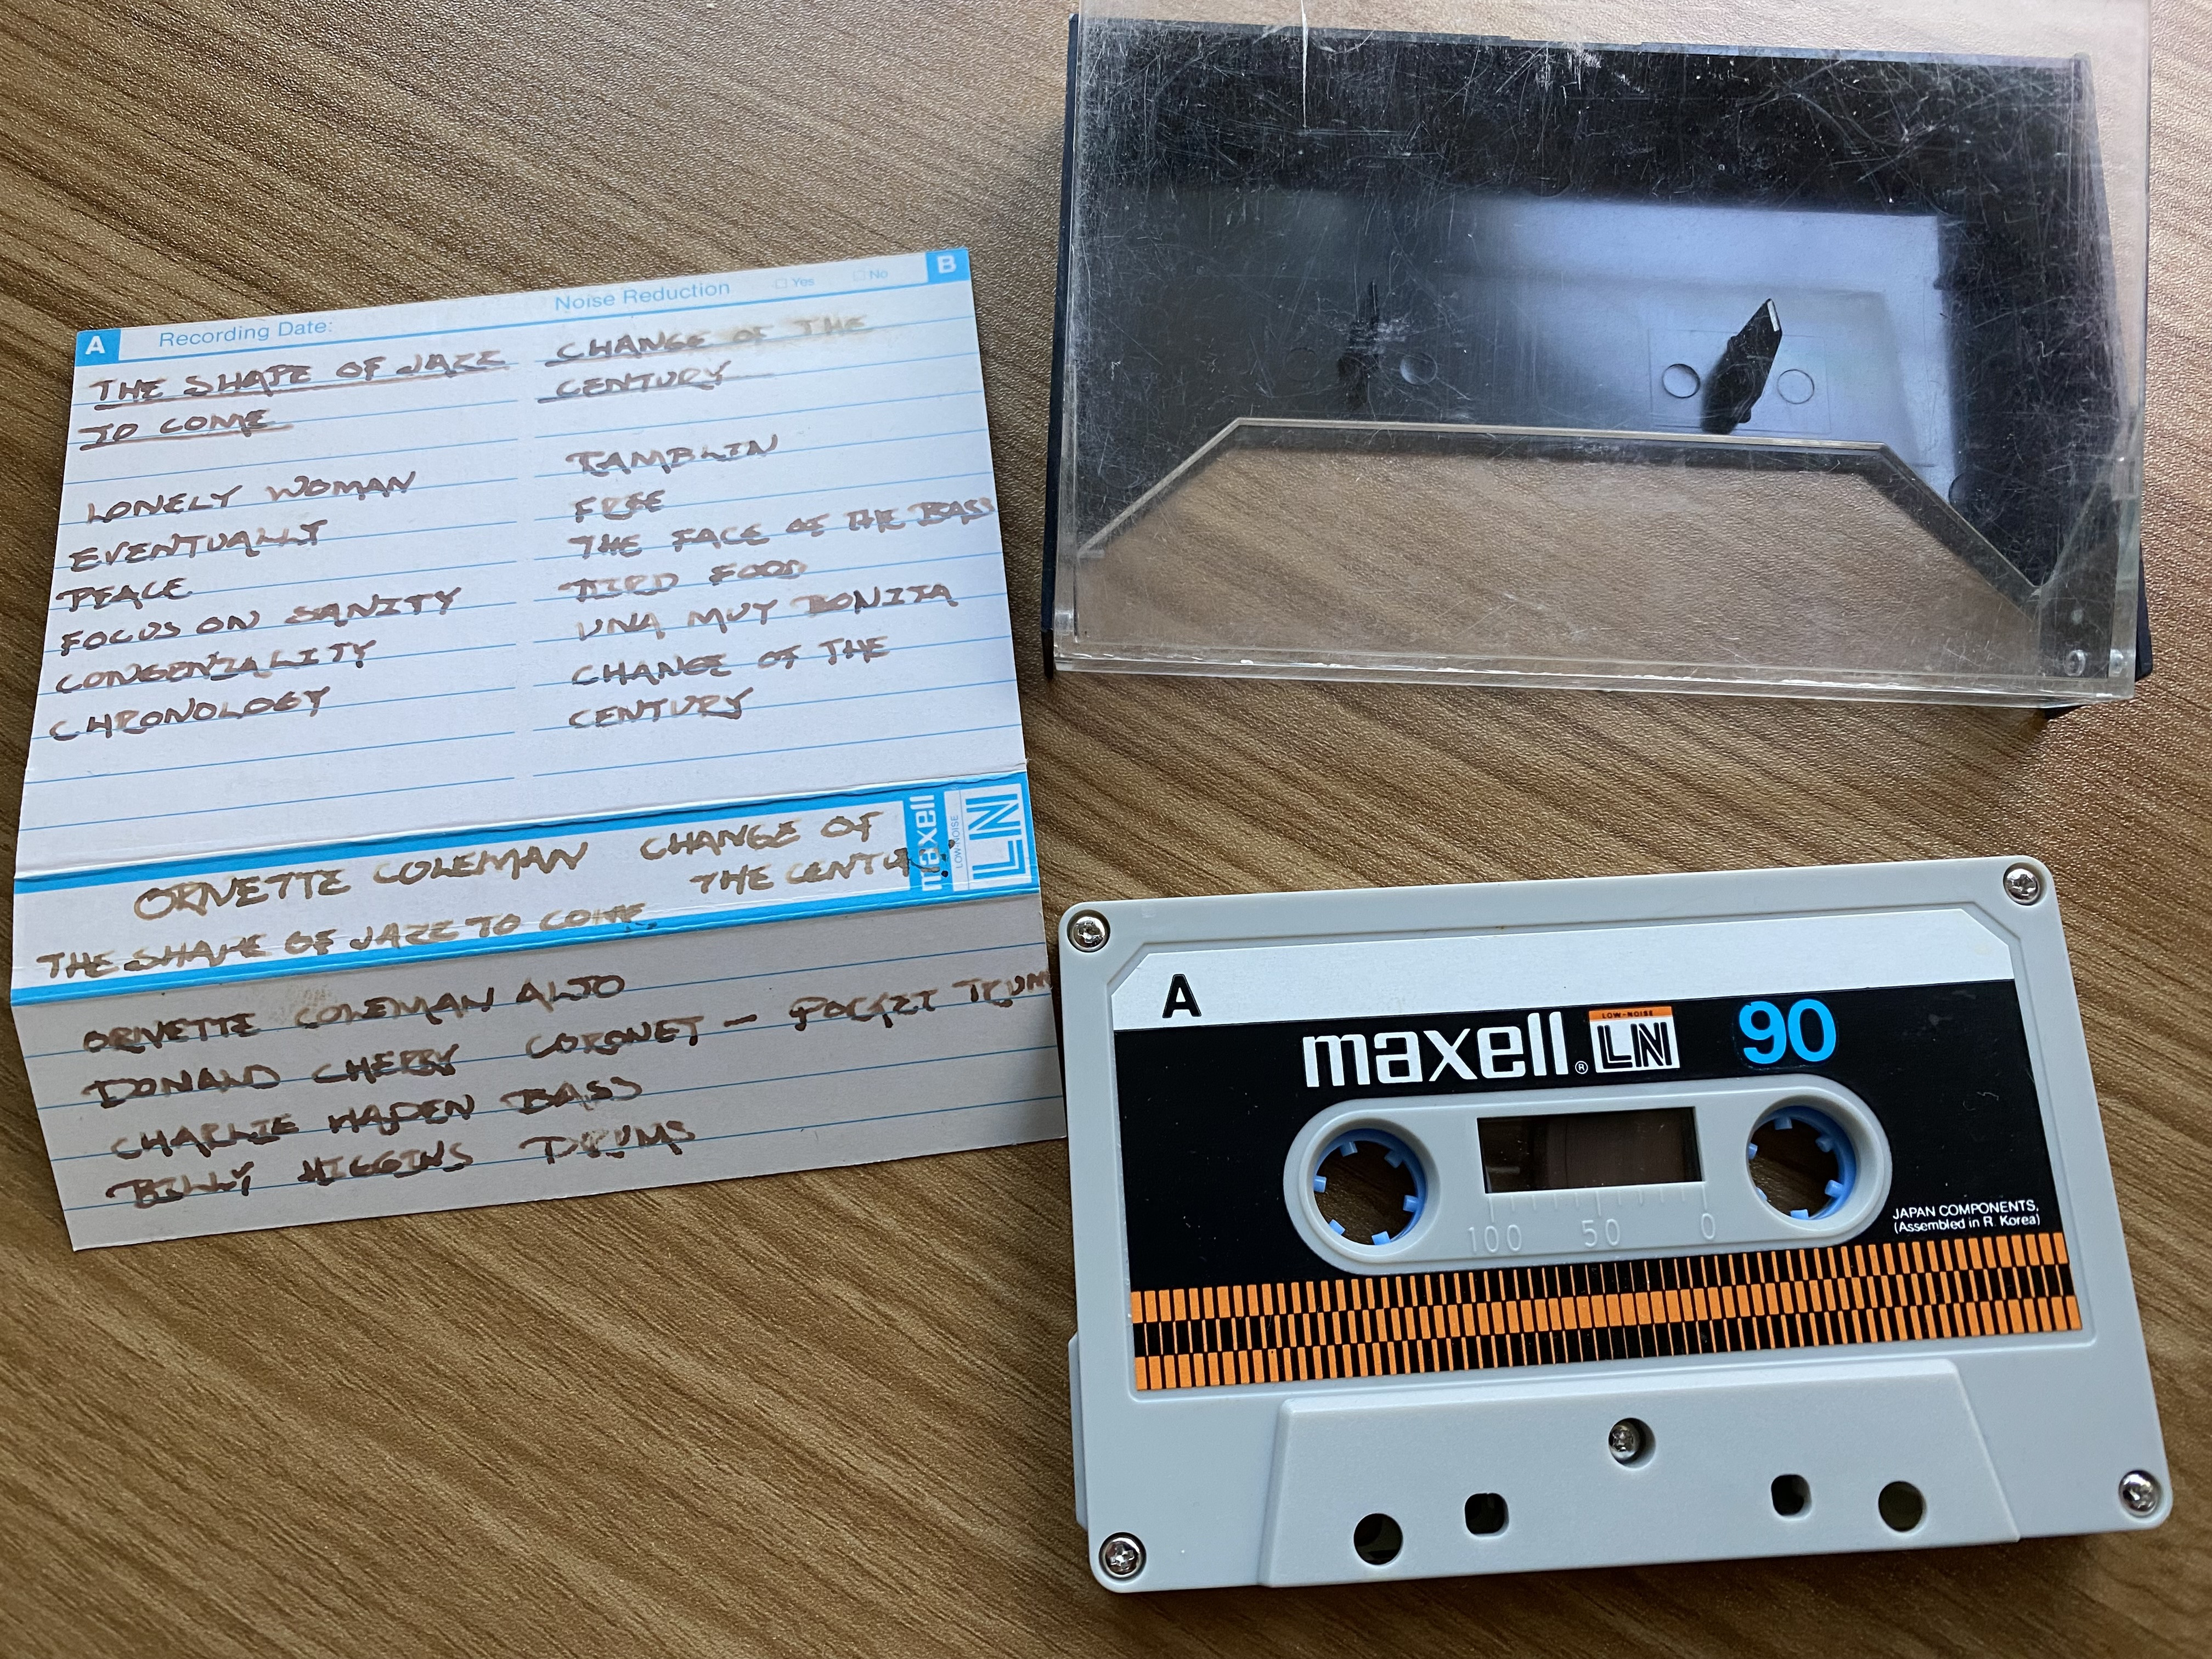 A Recording Date: Noise Reduction Yes No B
THE SHAPE OF JAZZ
TO COME
LONELY WOMAN
EVENTUALLY
PEACE
FOCUS ON SANITY
CONGENIALITY
CHRONOLOGY
CHANGE OF THE
CENTURY
RAMBLIN
FREE
THE FACE OF THE BASS
BIRD FOOD
UNA MUY BONITA
CHANGE OF THE
CENTURY
ORNETTE COLEMAN CHANGE OF
THE CENTURY
THE SHAPE OF JAZZ TO COME
maxell
LOW-NOISE
LN
ORNETTE COLEMAN ALTO
DONALD CHERRY CORONET - POCKET TRUM
CHARLIE HADEN BASS
BILLY HIGGINS DRUMS
A
maxell® LOW-NOISE LN 90
100 50 0
JAPAN COMPONENTS,
(Assembled in R. Korea)